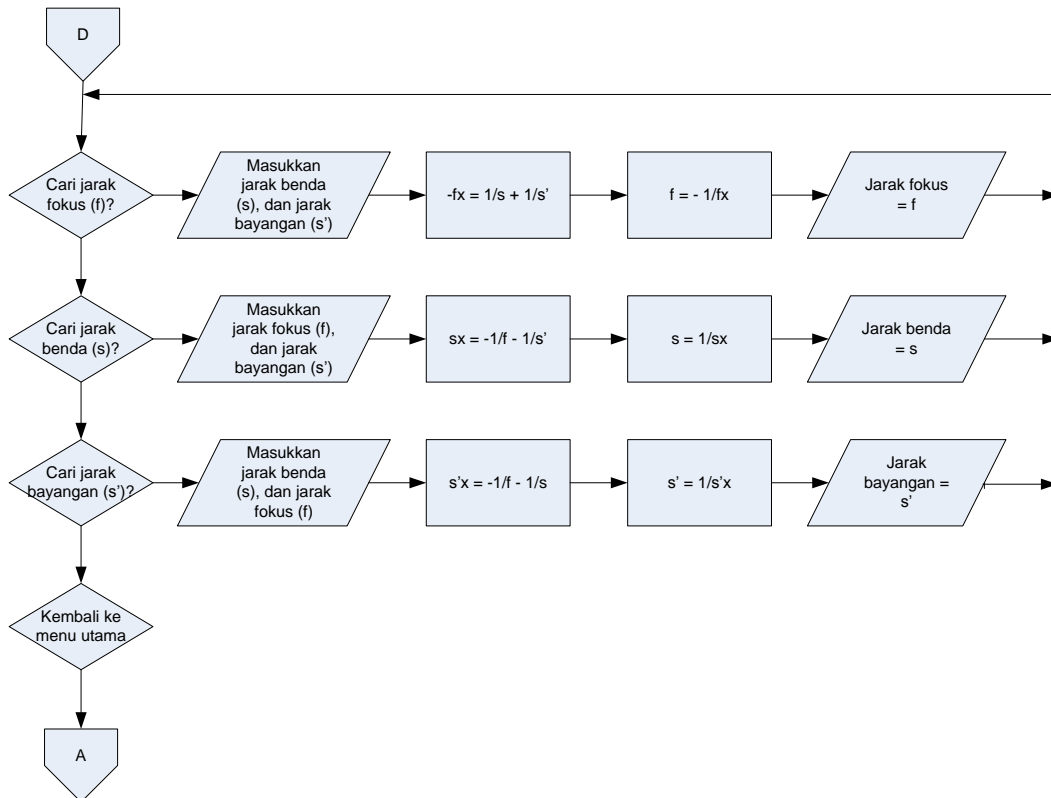 D
Cari jarak
fokus (f)?
Masukkan
jarak benda
(s), dan jarak
bayangan (s’)
-fx = 1/s + 1/s’
f = - 1/fx
Jarak fokus
= f
Cari jarak
benda (s)?
Masukkan
jarak fokus (f),
dan jarak
bayangan (s’)
sx = -1/f - 1/s’
s = 1/sx
Jarak benda
= s
Cari jarak
bayangan (s’)?
Masukkan
jarak benda
(s), dan jarak
fokus (f)
s’x = -1/f - 1/s
s’ = 1/s’x
Jarak
bayangan =
s’
Kembali ke
menu utama
A